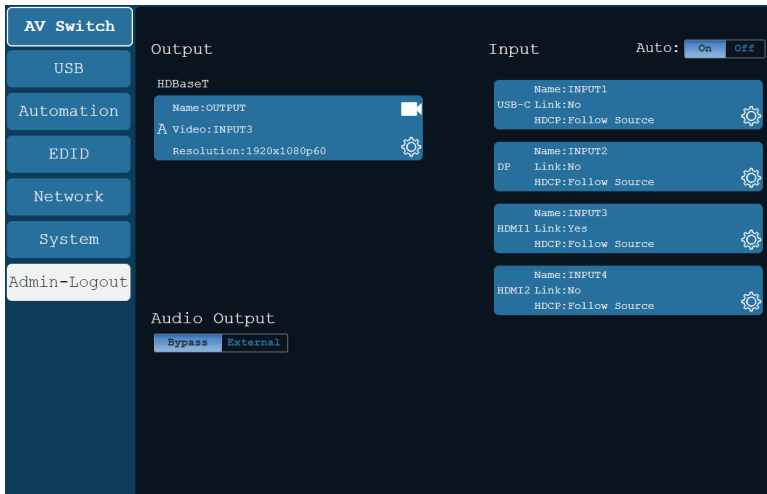 AV Switch
USB
Automation
EDID
Network
System
Admin-Logout
Output
HDBaseT
Name:OUTPUT
A Video:INPUT3
Resolution:1920x1080p60
Audio Output
Bypass External
Input Auto: On Off
Name:INPUT1
USB-C Link:No
HDCP:Follow Source
Name:INPUT2
DP Link:No
HDCP:Follow Source
Name:INPUT3
HDMI1 Link:Yes
HDCP:Follow Source
Name:INPUT4
HDMI2 Link:No
HDCP:Follow Source